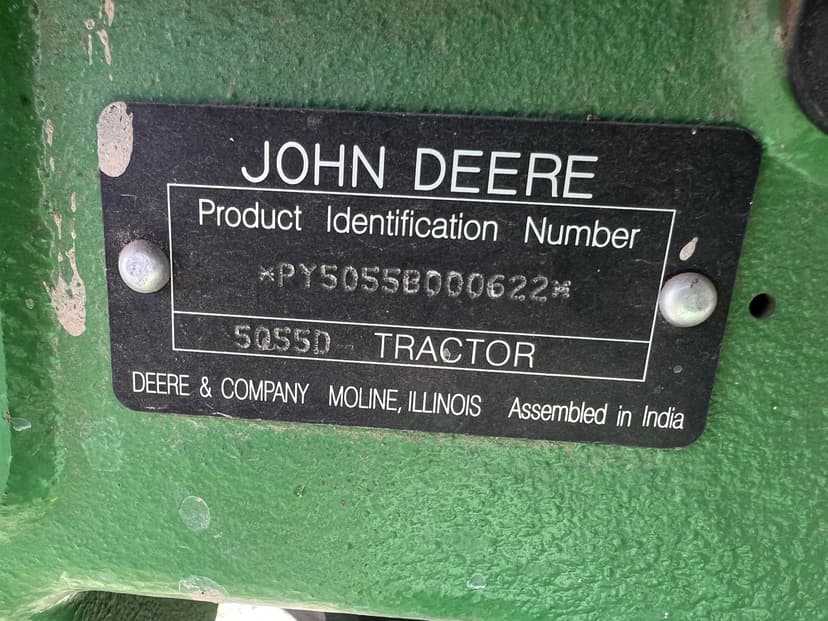 JOHN DEERE
Product Identification Number
*PY5055B000622*
5055D TRACTOR
DEERE & COMPANY MOLINE, ILLINOIS Assembled in India